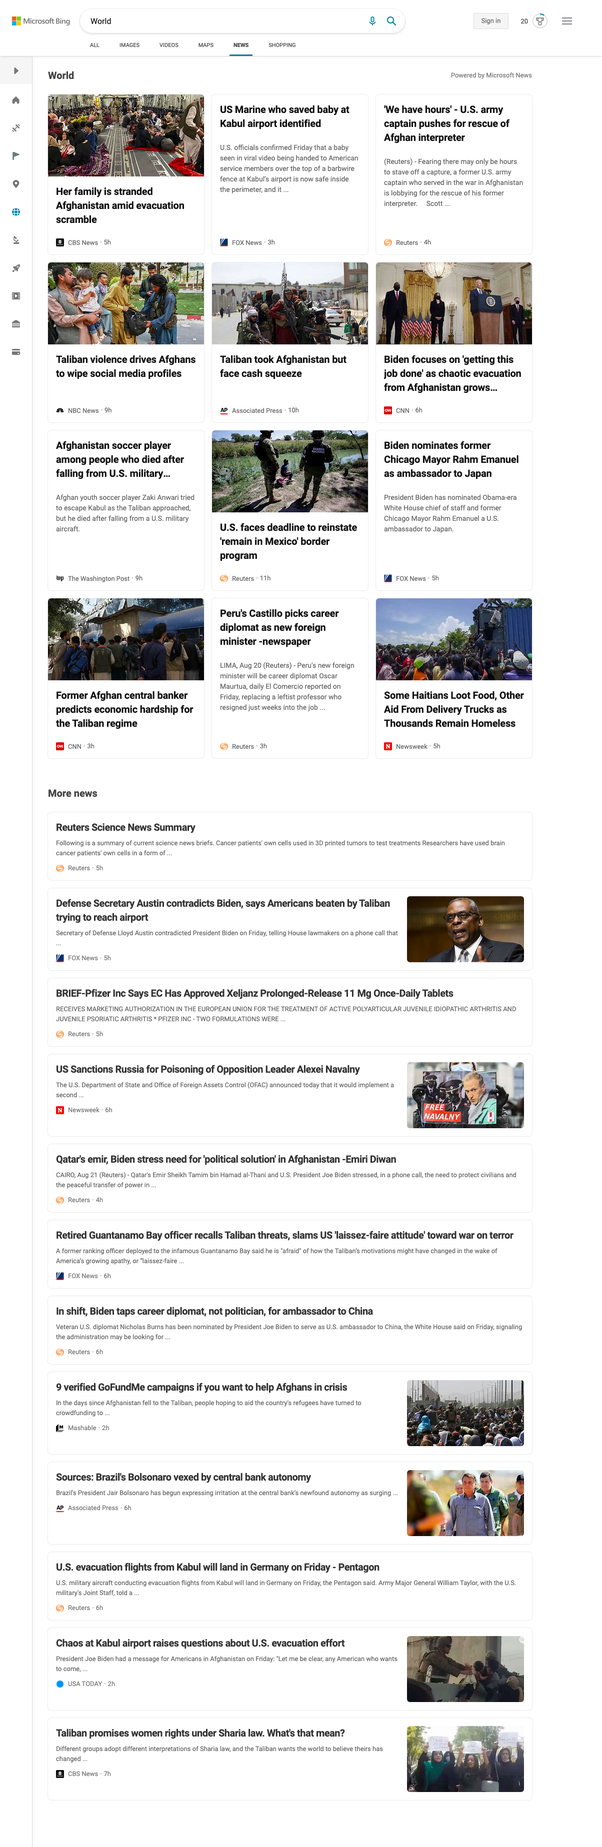 Microsoft Bing
World
Sign in
20
ALL
IMAGES
VIDEOS
MAPS
NEWS
SHOPPING
World
Powered by Microsoft News
Her family is stranded
Afghanistan amid evacuation
scramble
CBS News · 5h
US Marine who saved baby at
Kabul airport identified
U.S. officials confirmed Friday that a baby
seen in viral video being handed to American
service members over the top of a barbwire
fence at Kabul's airport is now safe inside
the perimeter, and it ...
FOX News · 3h
'We have hours' - U.S. army
captain pushes for rescue of
Afghan interpreter
(Reuters) - Fearing there may only be hours
to stave off a capture, a former U.S. army
captain who served in the war in Afghanistan
is lobbying for the rescue of his former
interpreter. Scott ...
Reuters · 4h
Taliban violence drives Afghans
to wipe social media profiles
NBC News · 9h
Taliban took Afghanistan but
face cash squeeze
AP
Associated Press · 10h
Biden focuses on 'getting this
job done' as chaotic evacuation
from Afghanistan grows...
CNN · 6h
Afghanistan soccer player
among people who died after
falling from U.S. military...
Afghan youth soccer player Zaki Anwari tried
to escape Kabul as the Taliban approached,
but he died after falling from a U.S. military
aircraft.
wp
The Washington Post · 9h
U.S. faces deadline to reinstate
'remain in Mexico' border
program
Reuters · 11h
Biden nominates former
Chicago Mayor Rahm Emanuel
as ambassador to Japan
President Biden has nominated Obama-era
White House chief of staff and former
Chicago Mayor Rahm Emanuel a U.S.
ambassador to Japan.
FOX News · 5h
Former Afghan central banker
predicts economic hardship for
the Taliban regime
CNN · 3h
Peru's Castillo picks career
diplomat as new foreign
minister -newspaper
LIMA, Aug 20 (Reuters) - Peru's new foreign
minister will be career diplomat Oscar
Maurtua, daily El Comercio reported on
Friday, replacing a leftist professor who
resigned just weeks into the job ...
Reuters · 3h
Some Haitians Loot Food, Other
Aid From Delivery Trucks as
Thousands Remain Homeless
N
Newsweek · 5h
More news
Reuters Science News Summary
Following is a summary of current science news briefs. Cancer patients' own cells used in 3D printed tumors to test treatments Researchers have used brain
cancer patients' own cells in a form of ...
Reuters · 5h
Defense Secretary Austin contradicts Biden, says Americans beaten by Taliban
trying to reach airport
Secretary of Defense Lloyd Austin contradicted President Biden on Friday, telling House lawmakers on a phone call that
...
FOX News · 5h
BRIEF-Pfizer Inc Says EC Has Approved Xeljanz Prolonged-Release 11 Mg Once-Daily Tablets
RECEIVES MARKETING AUTHORIZATION IN THE EUROPEAN UNION FOR THE TREATMENT OF ACTIVE POLYARTICULAR JUVENILE IDIOPATHIC ARTHRITIS AND
JUVENILE PSORIATIC ARTHRITIS * PFIZER INC - TWO FORMULATIONS WERE ...
Reuters · 5h
US Sanctions Russia for Poisoning of Opposition Leader Alexei Navalny
The U.S. Department of State and Office of Foreign Assets Control (OFAC) announced today that it would implement a
second ...
N
Newsweek · 6h
FREE
NAVALNY
Qatar's emir, Biden stress need for 'political solution' in Afghanistan -Emiri Diwan
CAIRO, Aug 21 (Reuters) - Qatar's Emir Sheikh Tamim bin Hamad al-Thani and U.S. President Joe Biden stressed, in a phone call, the need to protect civilians and
the peaceful transfer of power in ...
Reuters · 4h
Retired Guantanamo Bay officer recalls Taliban threats, slams US 'laissez-faire attitude' toward war on terror
A former ranking officer deployed to the infamous Guantanamo Bay said he is "afraid" of how the Taliban's motivations might have changed in the wake of
America's growing apathy, or "laissez-faire ...
FOX News · 6h
In shift, Biden taps career diplomat, not politician, for ambassador to China
Veteran U.S. diplomat Nicholas Burns has been nominated by President Joe Biden to serve as U.S. ambassador to China, the White House said on Friday, signaling
the administration may be looking for ...
Reuters · 6h
9 verified GoFundMe campaigns if you want to help Afghans in crisis
In the days since Afghanistan fell to the Taliban, people hoping to aid the country's refugees have turned to
crowdfunding to ...
Mashable · 2h
Sources: Brazil's Bolsonaro vexed by central bank autonomy
Brazil's President Jair Bolsonaro has begun expressing irritation at the central bank's newfound autonomy as surging ...
AP
Associated Press · 6h
U.S. evacuation flights from Kabul will land in Germany on Friday - Pentagon
U.S. military aircraft conducting evacuation flights from Kabul will land in Germany on Friday, the Pentagon said. Army Major General William Taylor, with the U.S.
military's Joint Staff, told a ...
Reuters · 6h
Chaos at Kabul airport raises questions about U.S. evacuation effort
President Joe Biden had a message for Americans in Afghanistan on Friday: "Let me be clear, any American who wants
to come, ...
USA TODAY · 2h
Taliban promises women rights under Sharia law. What's that mean?
Different groups adopt different interpretations of Sharia law, and the Taliban wants the world to believe theirs has
changed ...
CBS News · 7h